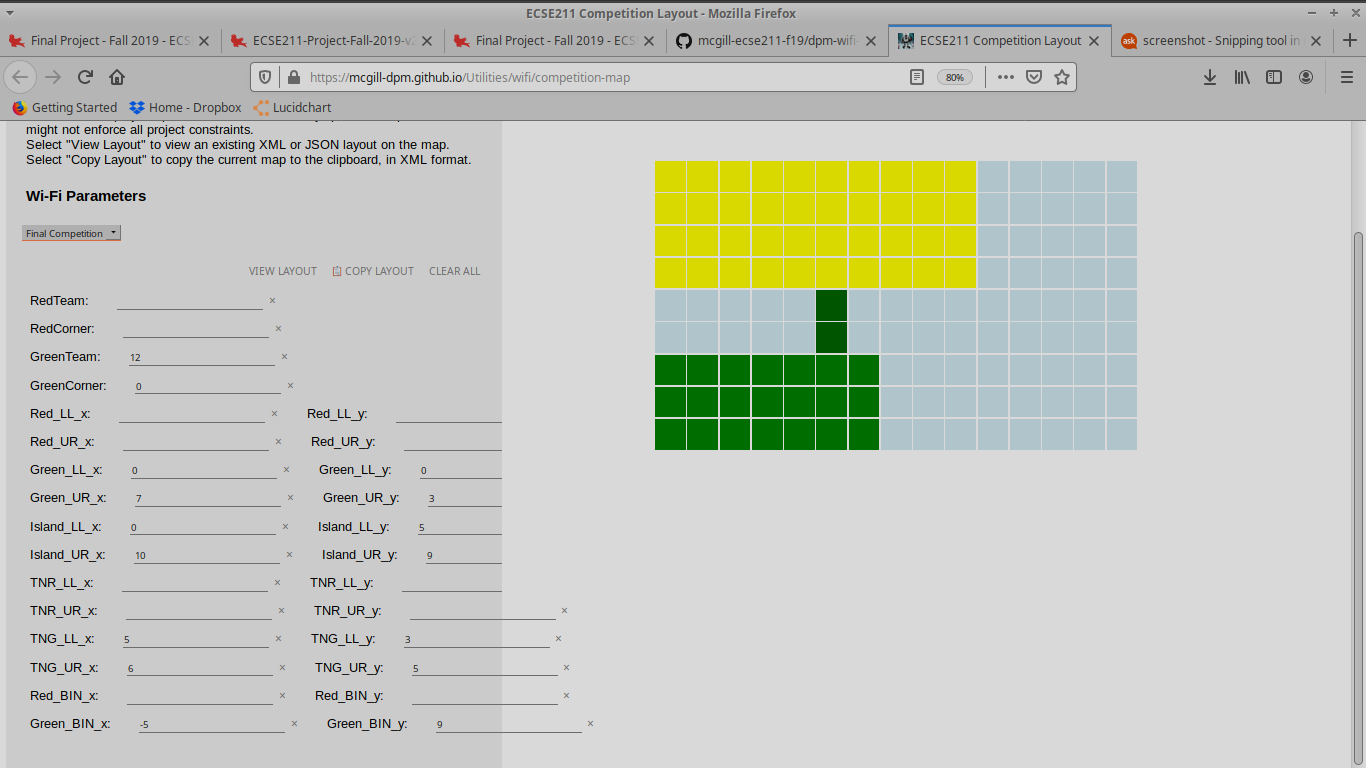 ECSE211 Competition Layout - Mozilla Firefox
Final Project - Fall 2019 - ECS
ECSE211-Project-Fall-2019-v
Final Project - Fall 2019 - ECS
mcgill-ecse211-f19/dpm-wifi
ECSE211 Competition Layout
ask screenshot - Snipping tool in
https://mcgill-dpm.github.io/Utilities/wifi/competition-map
80%
Getting Started
Home - Dropbox
Lucidchart
might not enforce all project constraints.
Select "View Layout" to view an existing XML or JSON layout on the map.
Select "Copy Layout" to copy the current map to the clipboard, in XML format.
Wi-Fi Parameters
Final Competition
VIEW LAYOUT COPY LAYOUT CLEAR ALL
RedTeam: ×
RedCorner: ×
GreenTeam: 12 ×
GreenCorner: 0 ×
Red_LL_x: × Red_LL_y:
Red_UR_x: × Red_UR_y:
Green_LL_x: 0 × Green_LL_y: 0
Green_UR_x: 7 × Green_UR_y: 3
Island_LL_x: 0 × Island_LL_y: 5
Island_UR_x: 10 × Island_UR_y: 9
TNR_LL_x: × TNR_LL_y:
TNR_UR_x: × TNR_UR_y: ×
TNG_LL_x: 5 × TNG_LL_y: 3 ×
TNG_UR_x: 6 × TNG_UR_y: 5 ×
Red_BIN_x: × Red_BIN_y: ×
Green_BIN_x: -5 × Green_BIN_y: 9 ×